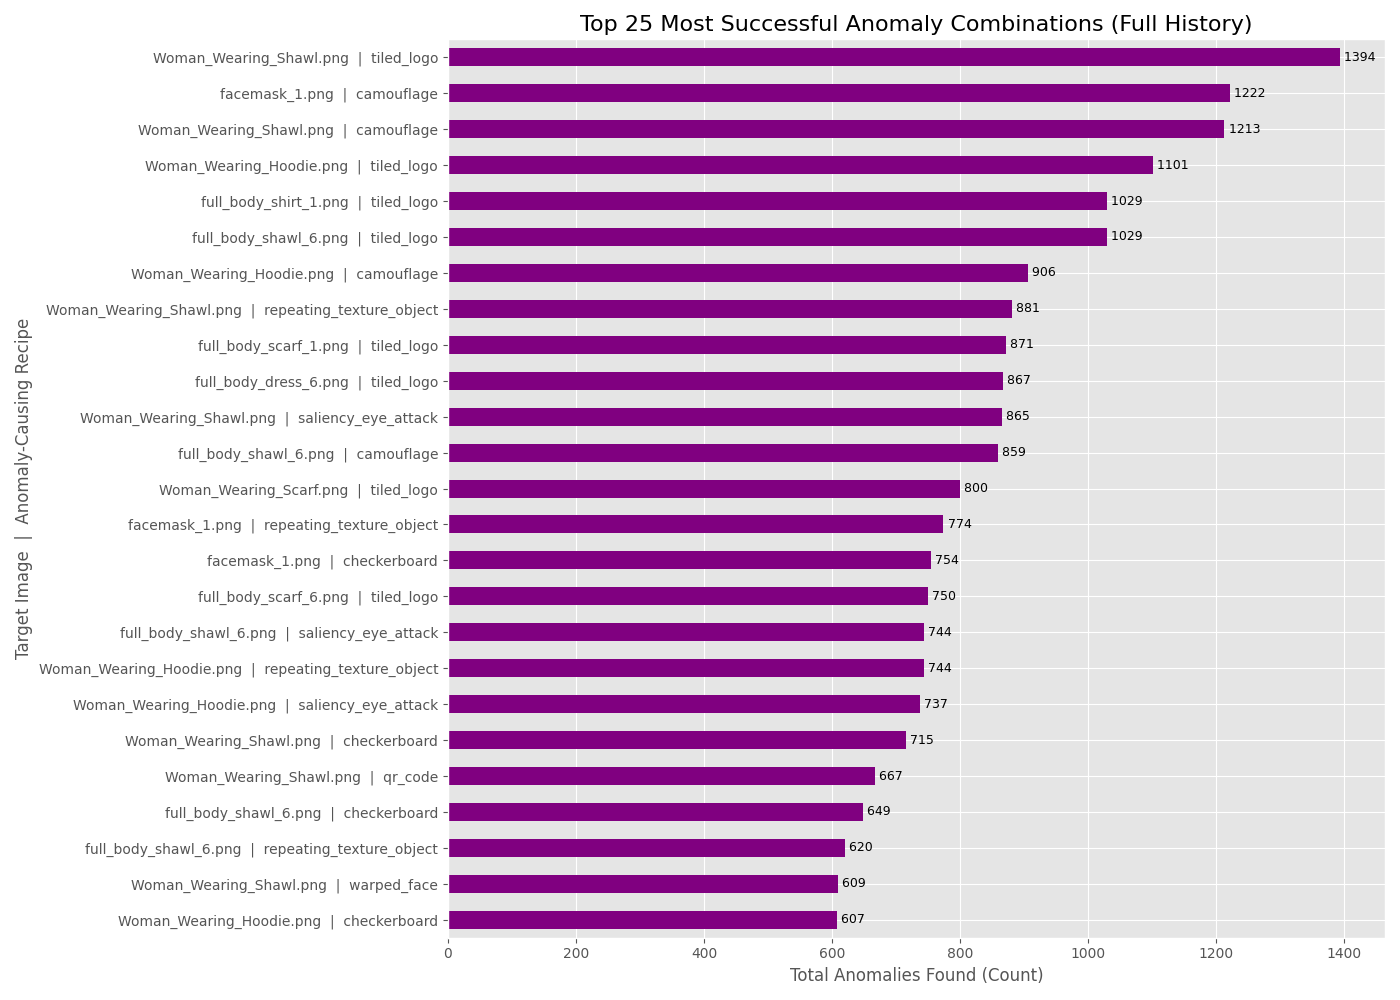 Top 25 Most Successful Anomaly Combinations (Full History)
Target Image | Anomaly-Causing Recipe
Woman_Wearing_Shawl.png | tiled_logo 1394
facemask_1.png | camouflage 1222
Woman_Wearing_Shawl.png | camouflage 1213
Woman_Wearing_Hoodie.png | tiled_logo 1101
full_body_shirt_1.png | tiled_logo 1029
full_body_shawl_6.png | tiled_logo 1029
Woman_Wearing_Hoodie.png | camouflage 906
Woman_Wearing_Shawl.png | repeating_texture_object 881
full_body_scarf_1.png | tiled_logo 871
full_body_dress_6.png | tiled_logo 867
Woman_Wearing_Shawl.png | saliency_eye_attack 865
full_body_shawl_6.png | camouflage 859
Woman_Wearing_Scarf.png | tiled_logo 800
facemask_1.png | repeating_texture_object 774
facemask_1.png | checkerboard 754
full_body_scarf_6.png | tiled_logo 750
full_body_shawl_6.png | saliency_eye_attack 744
Woman_Wearing_Hoodie.png | repeating_texture_object 744
Woman_Wearing_Hoodie.png | saliency_eye_attack 737
Woman_Wearing_Shawl.png | checkerboard 715
Woman_Wearing_Shawl.png | qr_code 667
full_body_shawl_6.png | checkerboard 649
full_body_shawl_6.png | repeating_texture_object 620
Woman_Wearing_Shawl.png | warped_face 609
Woman_Wearing_Hoodie.png | checkerboard 607
0 200 400 600 800 1000 1200 1400
Total Anomalies Found (Count)